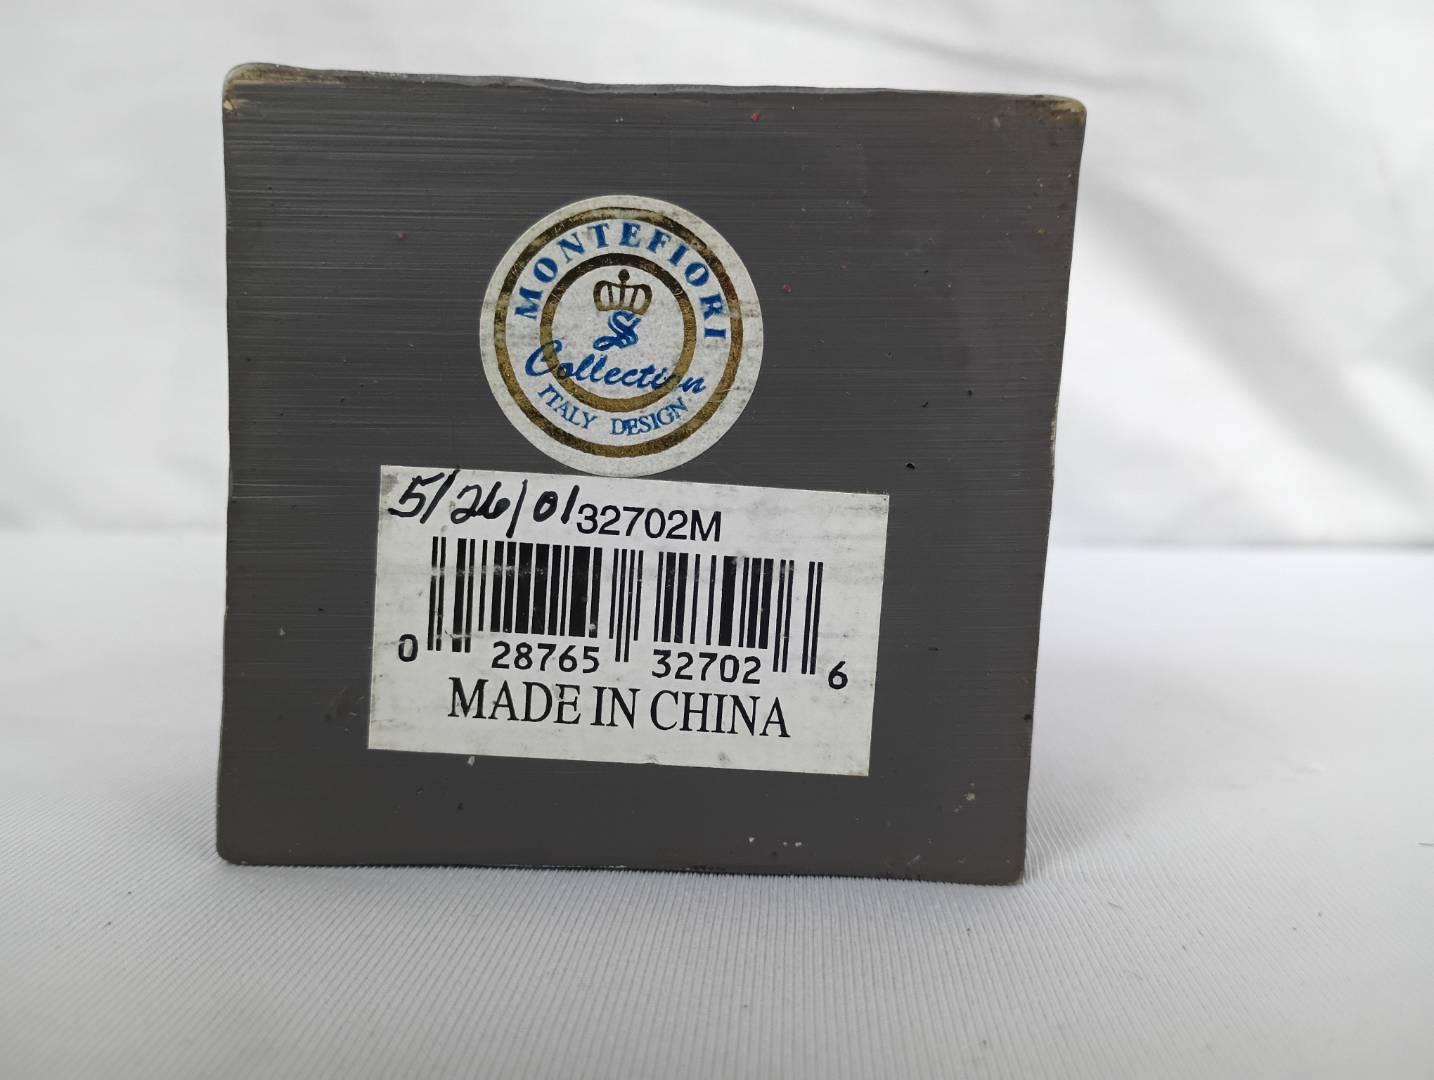 MONTEFIORI
S
Collection
ITALY DESIGN
5/26/01 32702M
0 28765 32702 6
MADE IN CHINA